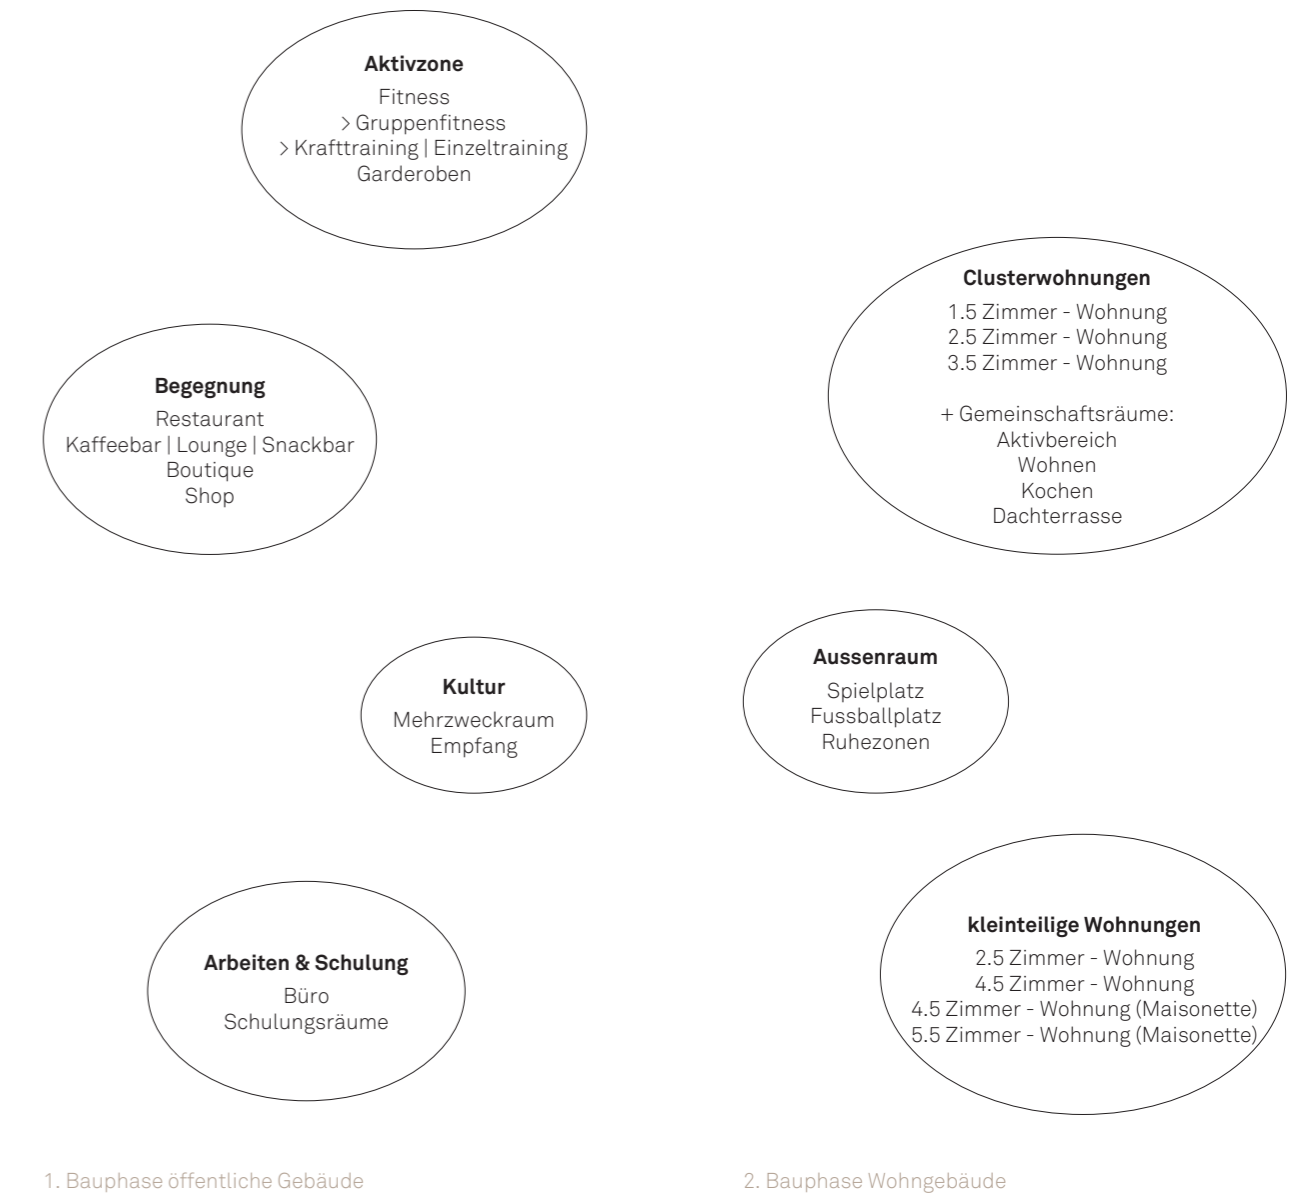 Aktivzone
Fitness
> Gruppenfitness
> Krafttraining | Einzeltraining
Garderoben
Begegnung
Restaurant
Kaffeebar | Lounge | Snackbar
Boutique
Shop
Kultur
Mehrzweckraum
Empfang
Arbeiten & Schulung
Büro
Schulungsräume
1. Bauphase öffentliche Gebäude
Clusterwohnungen
1.5 Zimmer - Wohnung
2.5 Zimmer - Wohnung
3.5 Zimmer - Wohnung
+ Gemeinschaftsräume:
Aktivbereich
Wohnen
Kochen
Dachterrasse
Aussenraum
Spielplatz
Fussballplatz
Ruhezonen
kleinteilige Wohnungen
2.5 Zimmer - Wohnung
4.5 Zimmer - Wohnung
4.5 Zimmer - Wohnung (Maisonette)
5.5 Zimmer - Wohnung (Maisonette)
2. Bauphase Wohngebäude